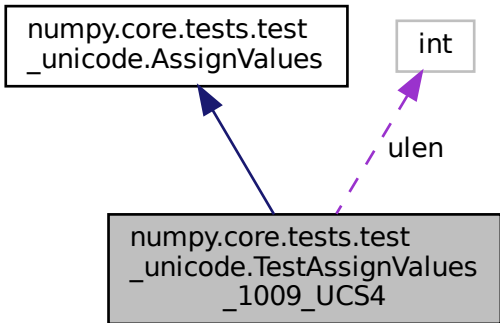 numpy.core.tests.test
_unicode.AssignValues
int
ulen
numpy.core.tests.test
_unicode.TestAssignValues
_1009_UCS4